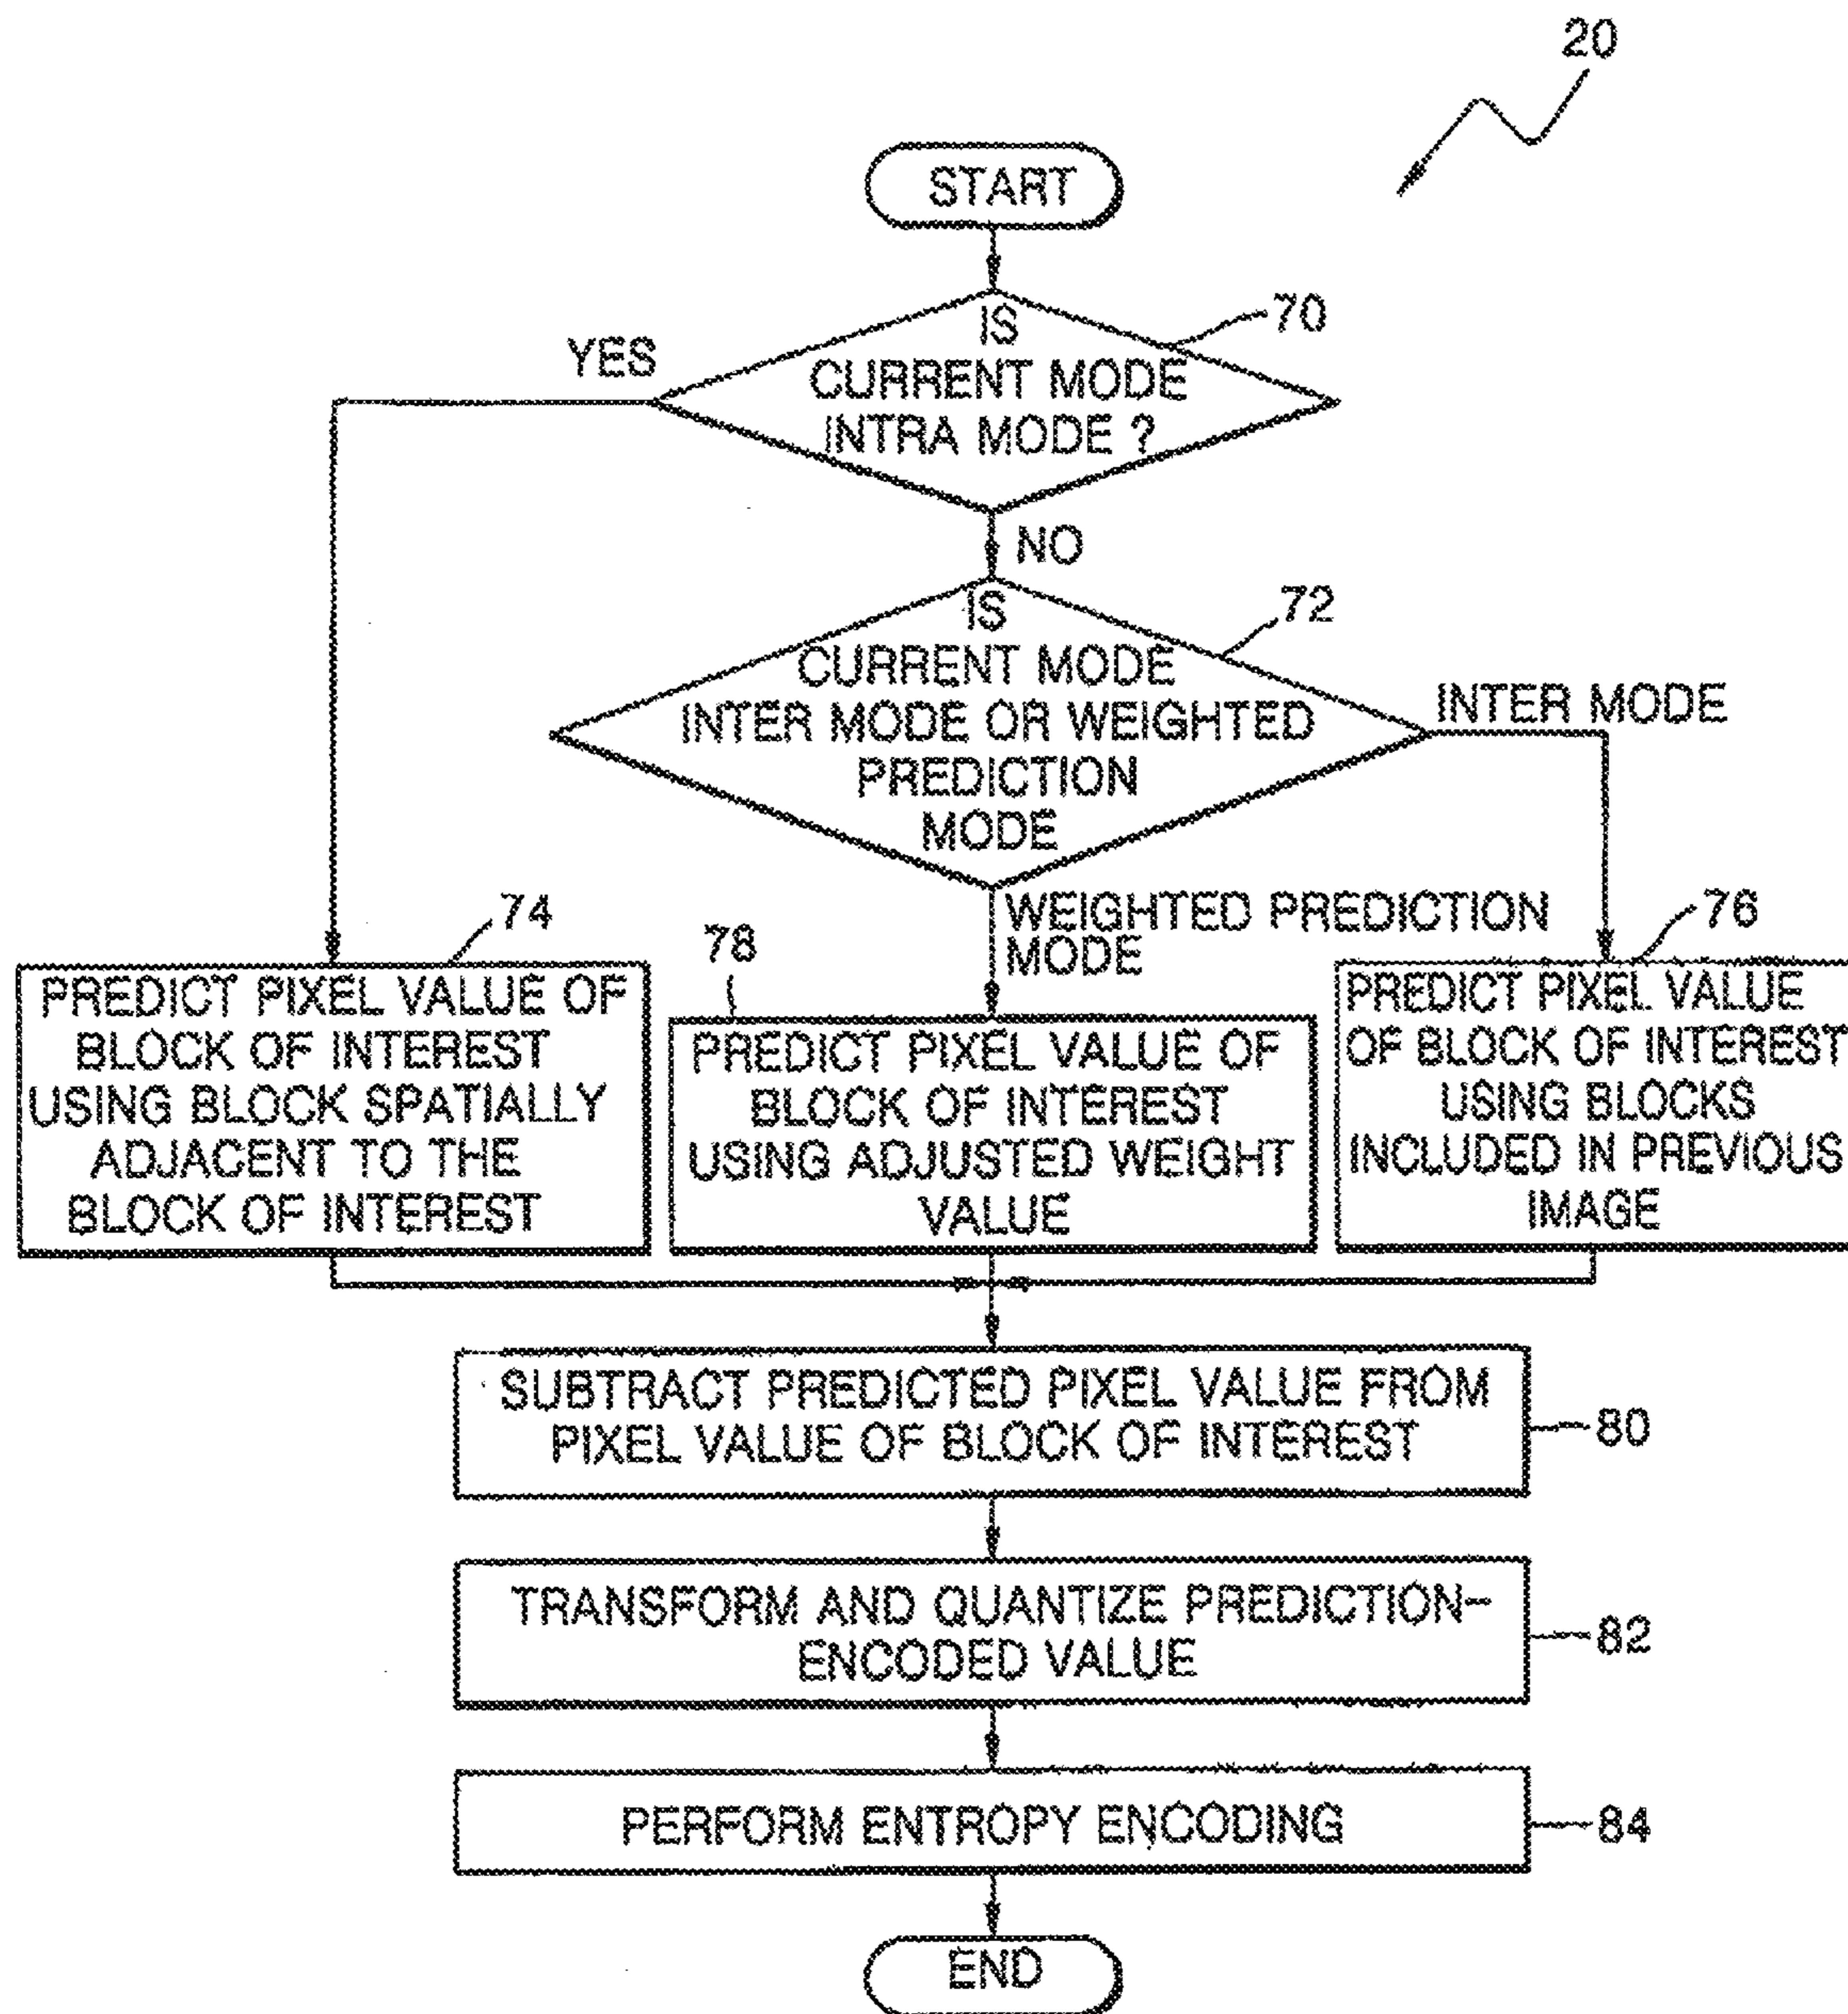 20
START
70
IS
CURRENT MODE
INTRA MODE ?
YES
NO
72
IS
CURRENT MODE
INTER MODE OR WEIGHTED
PREDICTION
MODE
INTER MODE
WEIGHTED PREDICTION
MODE
74
PREDICT PIXEL VALUE OF
BLOCK OF INTEREST
USING BLOCK SPATIALLY
ADJACENT TO THE
BLOCK OF INTEREST
78
PREDICT PIXEL VALUE OF
BLOCK OF INTEREST
USING ADJUSTED WEIGHT
VALUE
76
PREDICT PIXEL VALUE
OF BLOCK OF INTEREST
USING BLOCKS
INCLUDED IN PREVIOUS
IMAGE
SUBTRACT PREDICTED PIXEL VALUE FROM
PIXEL VALUE OF BLOCK OF INTEREST
80
TRANSFORM AND QUANTIZE PREDICTION-
ENCODED VALUE
82
PERFORM ENTROPY ENCODING
84
END